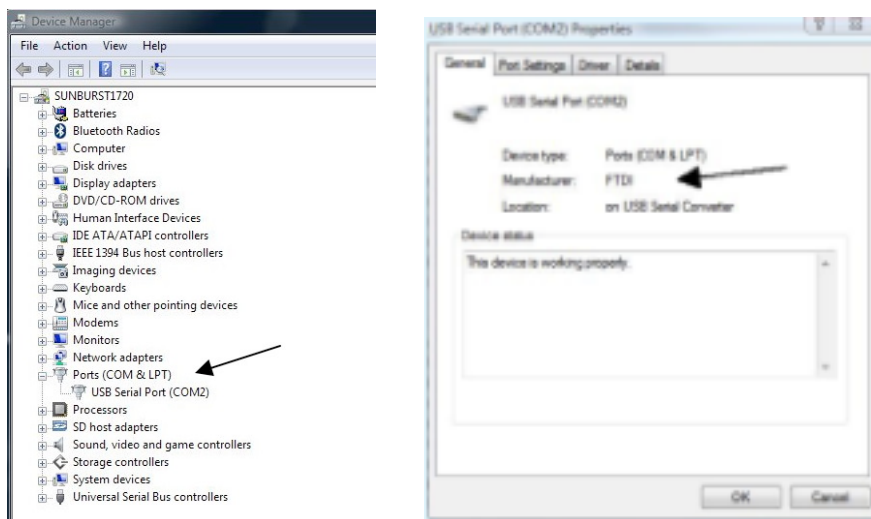 Device Manager
File Action View Help
SUNBURST1720
Batteries
Bluetooth Radios
Computer
Disk drives
Display adapters
DVD/CD-ROM drives
Human Interface Devices
IDE ATA/ATAPI controllers
IEEE 1394 Bus host controllers
Imaging devices
Keyboards
Mice and other pointing devices
Modems
Monitors
Network adapters
Ports (COM & LPT)
USB Serial Port (COM2)
Processors
SD host adapters
Sound, video and game controllers
Storage controllers
System devices
Universal Serial Bus controllers
USB Serial Port (COM2) Properties
General Port Settings Driver Details
USB Serial Port (COM2)
Device type: Ports (COM & LPT)
Manufacturer: FTDI
Location: on USB Serial Converter
Device status
This device is working properly.
OK Cancel